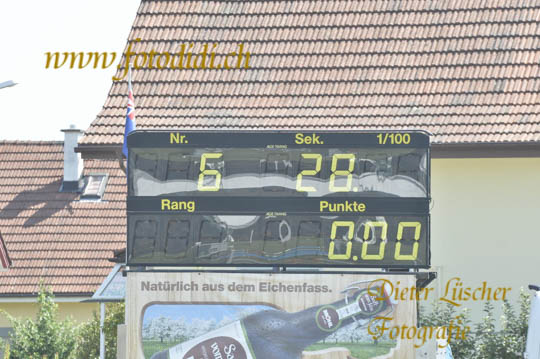 www.fotodidi.ch
Nr. Sek. 1/100
6 28
Rang Punkte
0.00
Natürlich aus dem Eichenfass.
Dieter Lüscher
Fotografie